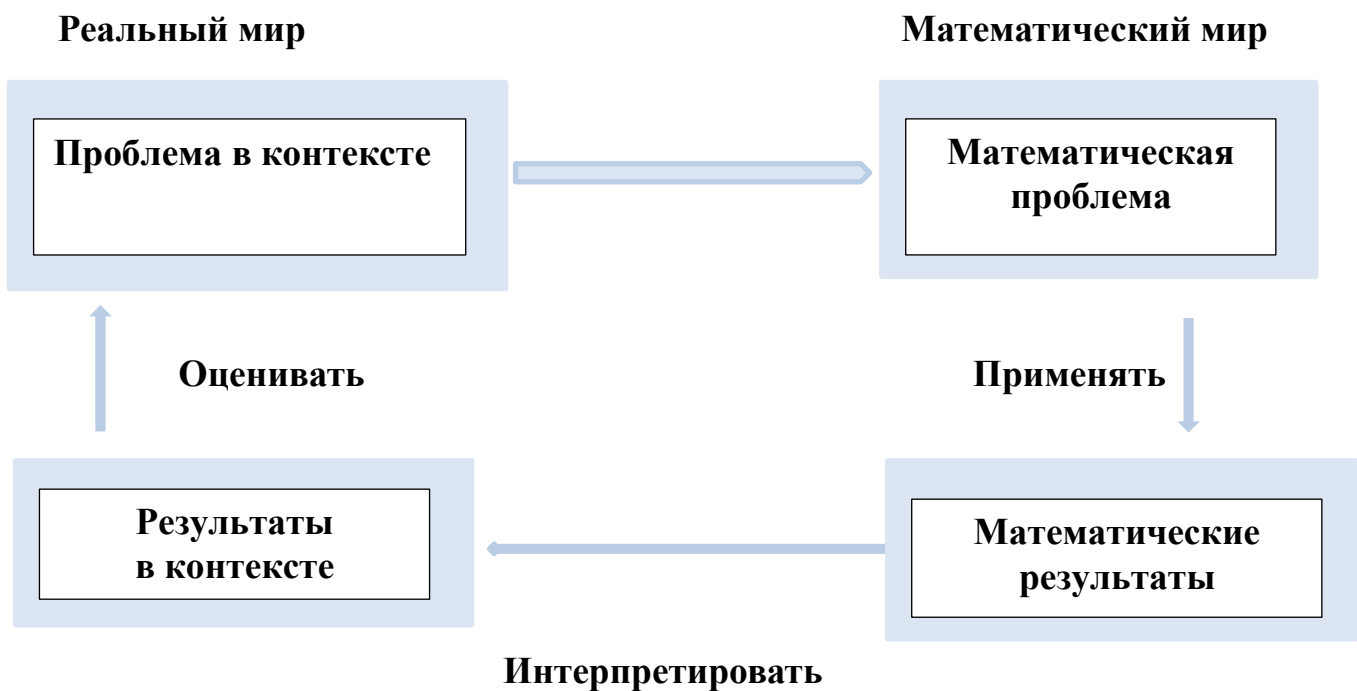 Реальный мир
Математический мир
Проблема в контексте
Математическая
проблема
Оценивать
Применять
Результаты
в контексте
Математические
результаты
Интерпретировать